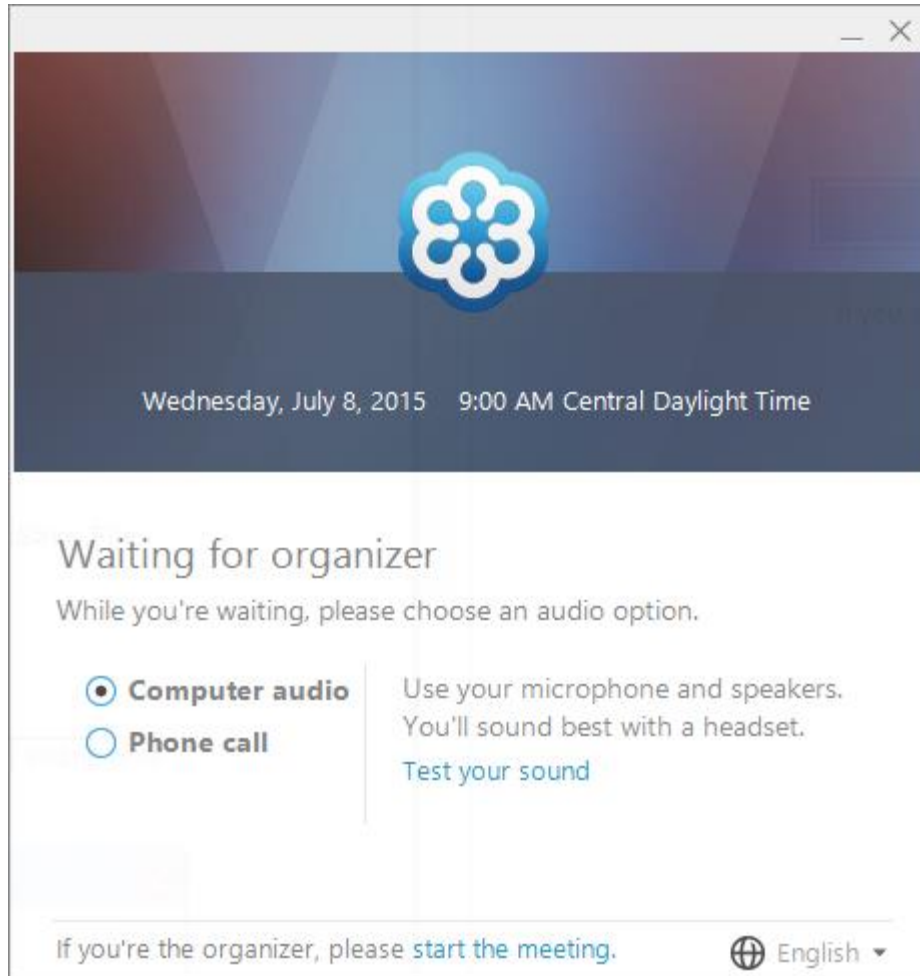 Wednesday, July 8, 2015 9:00 AM Central Daylight Time
Waiting for organizer
While you're waiting, please choose an audio option.
Computer audio
Phone call
Use your microphone and speakers.
You'll sound best with a headset.
Test your sound
If you're the organizer, please start the meeting.
English